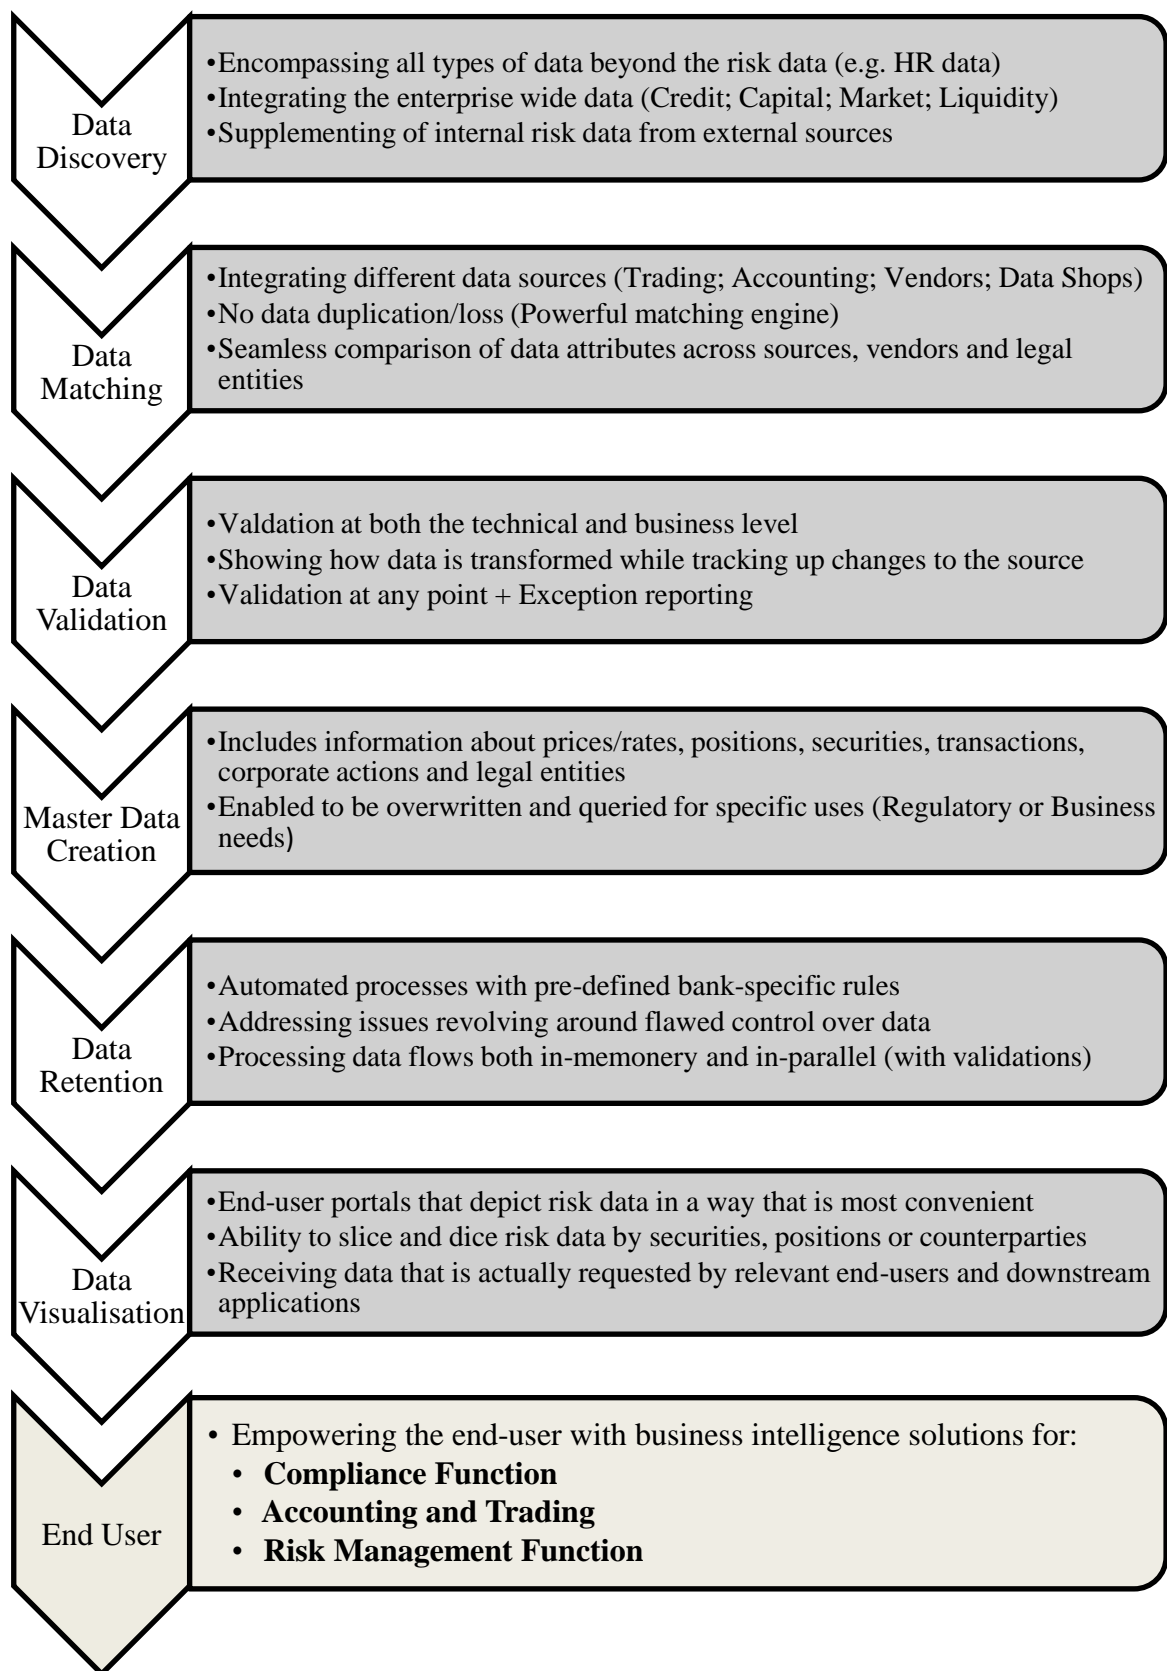 Data
Discovery
•Encompassing all types of data beyond the risk data (e.g. HR data)
•Integrating the enterprise wide data (Credit; Capital; Market; Liquidity)
•Supplementing of internal risk data from external sources
Data
Matching
•Integrating different data sources (Trading; Accounting; Vendors; Data Shops)
•No data duplication/loss (Powerful matching engine)
•Seamless comparison of data attributes across sources, vendors and legal
entities
Data
Validation
•Valdation at both the technical and business level
•Showing how data is transformed while tracking up changes to the source
•Validation at any point + Exception reporting
Master Data
Creation
•Includes information about prices/rates, positions, securities, transactions,
corporate actions and legal entities
•Enabled to be overwritten and queried for specific uses (Regulatory or Business
needs)
Data
Retention
•Automated processes with pre-defined bank-specific rules
•Addressing issues revolving around flawed control over data
•Processing data flows both in-memonery and in-parallel (with validations)
Data
Visualisation
•End-user portals that depict risk data in a way that is most convenient
•Ability to slice and dice risk data by securities, positions or counterparties
•Receiving data that is actually requested by relevant end-users and downstream
applications
End User
• Empowering the end-user with business intelligence solutions for:
• Compliance Function
• Accounting and Trading
• Risk Management Function